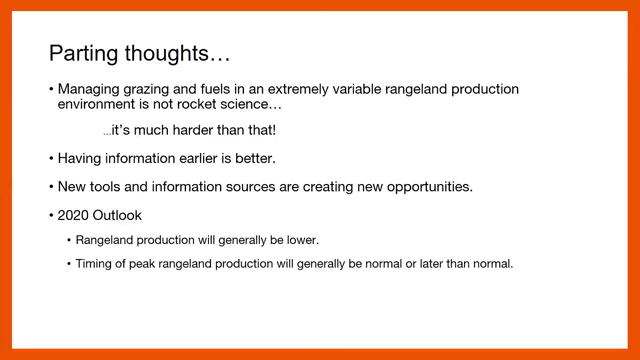 Parting thoughts…
• Managing grazing and fuels in an extremely variable rangeland production
environment is not rocket science…
...it's much harder than that!
• Having information earlier is better.
• New tools and information sources are creating new opportunities.
• 2020 Outlook
• Rangeland production will generally be lower.
• Timing of peak rangeland production will generally be normal or later than normal.